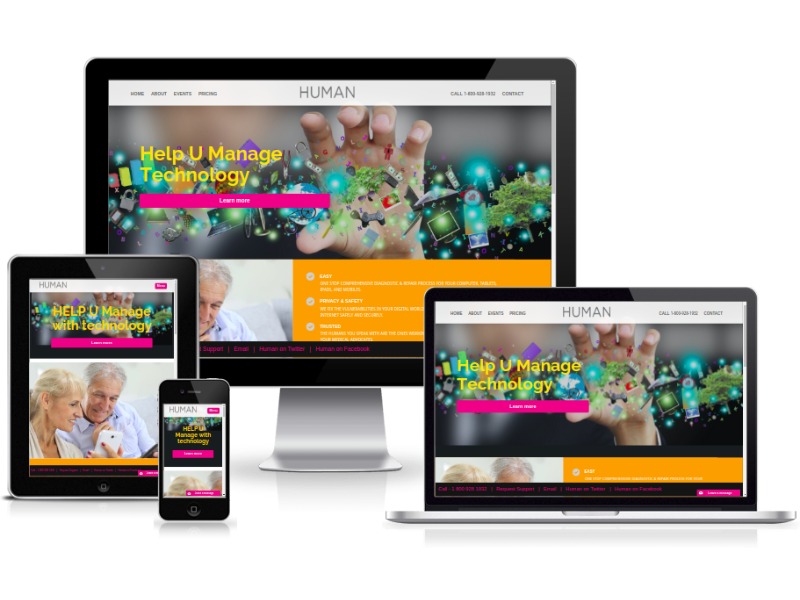 HOME ABOUT EVENTS PRICING HUMAN CALL 1-800-928-1932 CONTACT
Help U Manage
Technology
Learn more
EASY
PRIVACY & SAFETY
TRUSTED
Support | Email | Human on Twitter | Human on Facebook
HUMAN Menu
HELP U Manage
with technology
Learn more
HUMAN Menu
HELP U
Manage with
technology
Learn more
HOME ABOUT EVENTS PRICING HUMAN CALL 1-800-928-1932 CONTACT
Help U Manage
Technology
Learn more
EASY
Call - 1 800 928 1932 | Request Support | Email | Human on Twitter | Human on Facebook
Leave a message